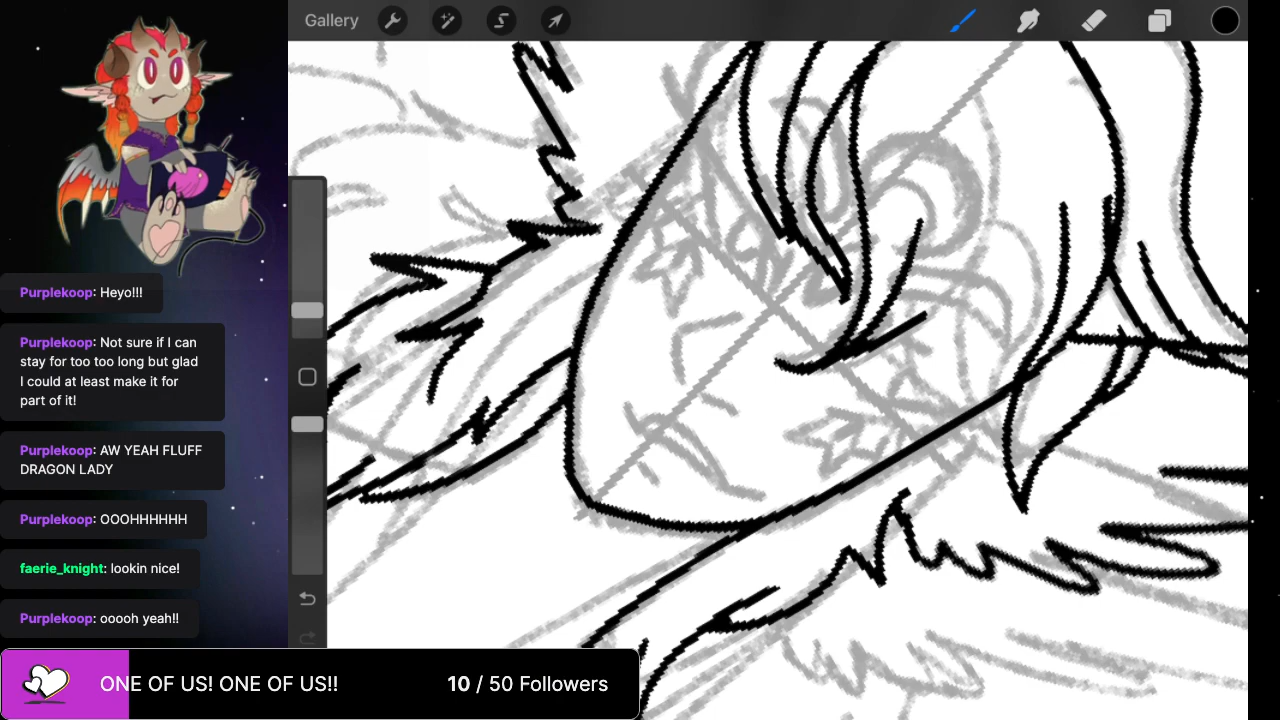 Gallery
Purplekoop: Heyo!!!
Purplekoop: Not sure if I can
stay for too too long but glad
I could at least make it for
part of it!
Purplekoop: AW YEAH FLUFF
DRAGON LADY
Purplekoop: OOOHHHHHH
faerie_knight: lookin nice!
Purplekoop: ooooh yeah!!
ONE OF US! ONE OF US!! 10 / 50 Followers